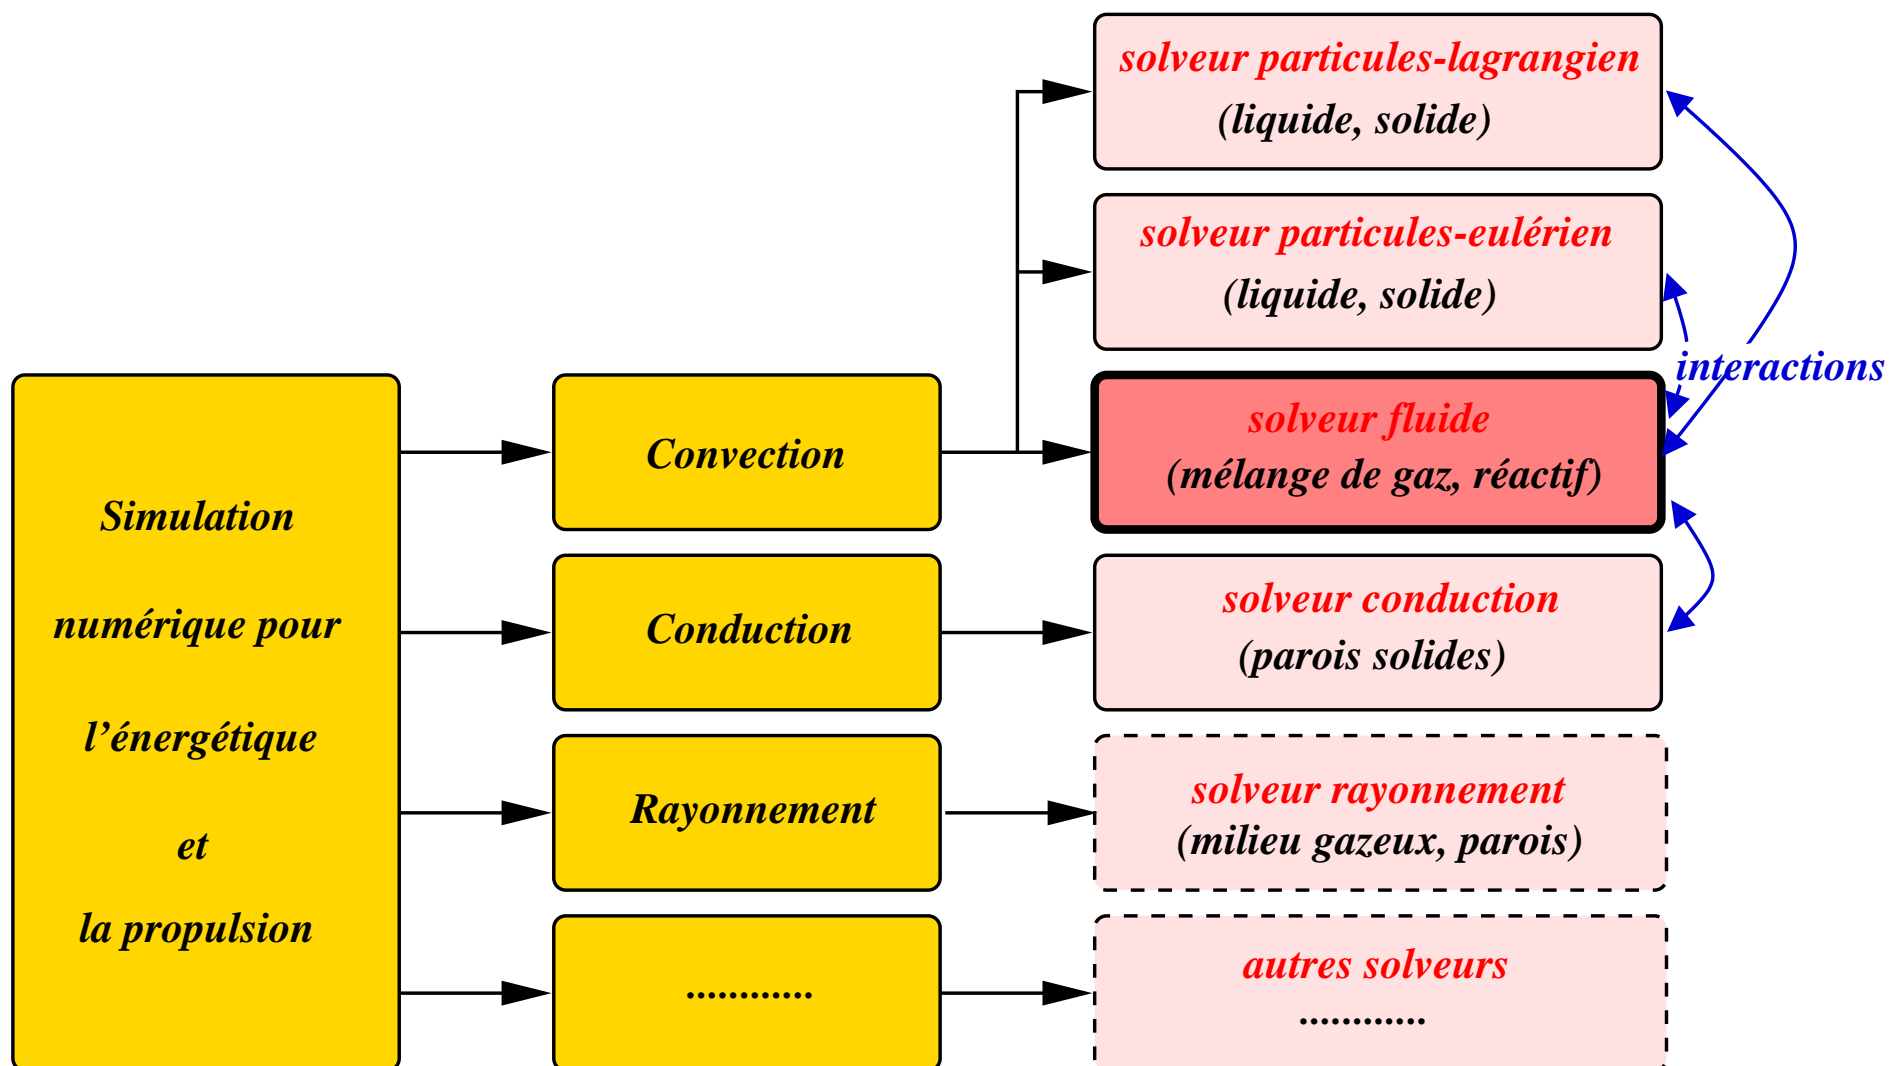 Simulation
numérique pour
l’énergétique
et
la propulsion
Convection
Conduction
Rayonnement
............
solveur particules-lagrangien
(liquide, solide)
solveur particules-eulérien
(liquide, solide)
solveur fluide
(mélange de gaz, réactif)
solveur conduction
(parois solides)
solveur rayonnement
(milieu gazeux, parois)
autres solveurs
............
interactions